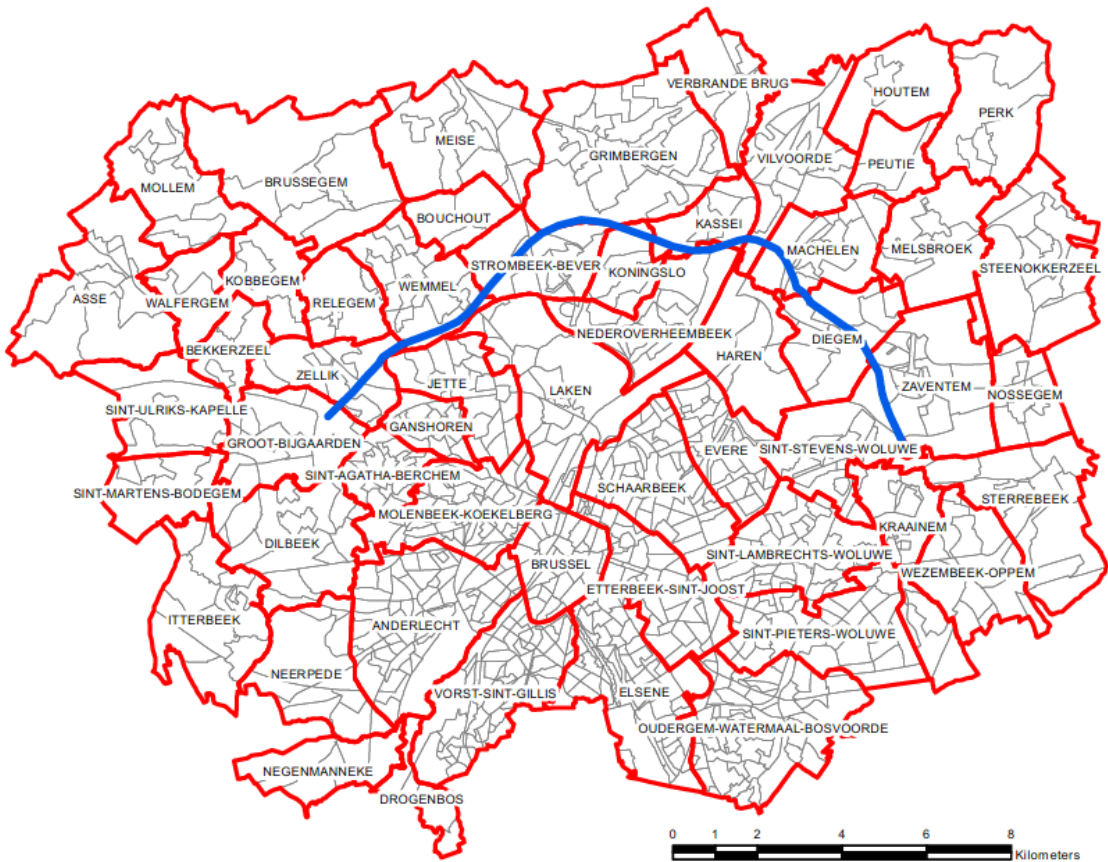 VERBRANDE BRUG
HOUTEM
PERK
MEISE
GRIMBERGEN
VILVOORDE
PEUTIE
MOLLEM
BRUSSEGEM
BOUCHOUT
KASSEI
MACHELEN
MELSBROEK
STROMBEEK-BEVER
KONINGSLO
STEENOKKERZEEL
KOBBEGEM
WEMMEL
ASSE
WALFERGEM
RELEGEM
NEDEROVERHEEMBEEK
DIEGEM
BEKKERZEEL
HAREN
ZELLIK
JETTE
LAKEN
ZAVENTEM
NOSSEGEM
SINT-ULRIKS-KAPELLE
GANSHOREN
GROOT-BIJGAARDEN
EVERE
SINT-STEVENS-WOLUWE
SINT-AGATHA-BERCHEM
SCHAARBEEK
SINT-MARTENS-BODEGEM
STERREBEEK
MOLENBEEK-KOEKELBERG
KRAAINEM
DILBEEK
SINT-LAMBRECHTS-WOLUWE
BRUSSEL
WEZEMBEEK-OPPEM
ETTERBEEK-SINT-JOOST
ITTERBEEK
ANDERLECHT
SINT-PIETERS-WOLUWE
NEERPEDE
VORST-SINT-GILLIS
ELSENE
OUDERGEM-WATERMAAL-BOSVOORDE
NEGENMANNEKE
DROGENBOS
0 1 2 4 6 8
Kilometers